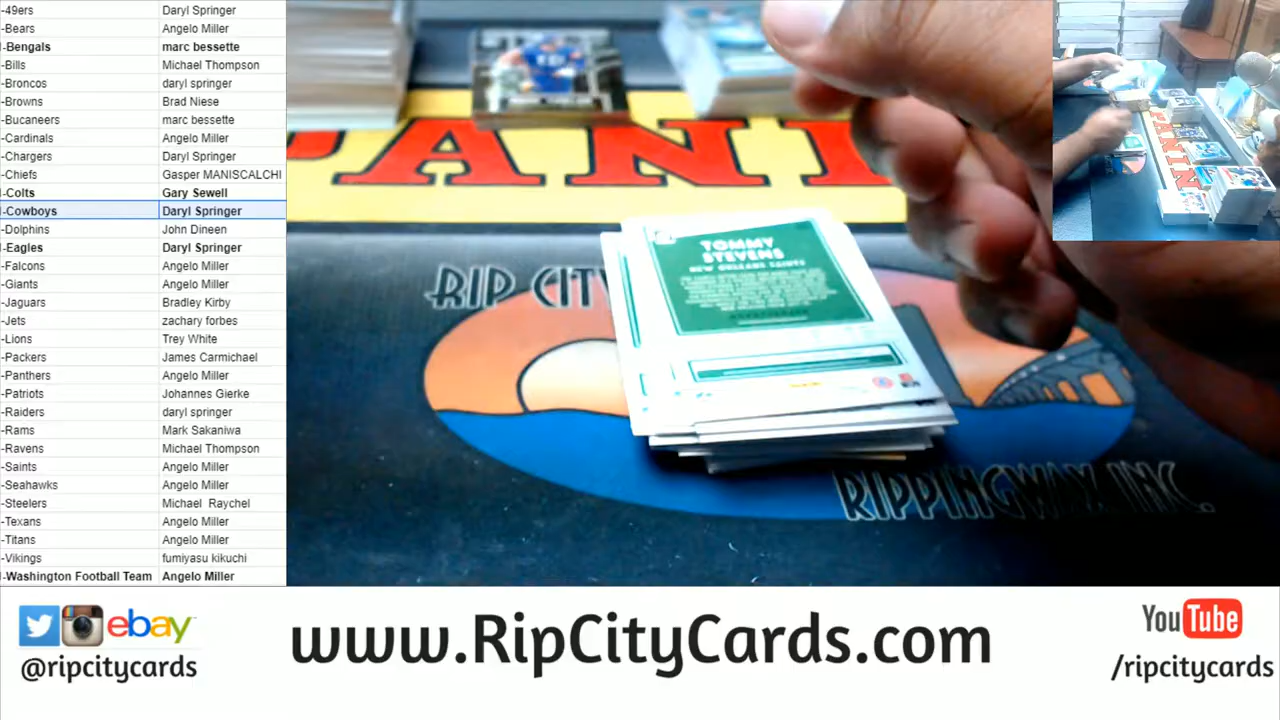 -49ers Daryl Springer
-Bears Angelo Miller
-Bengals marc bessette
-Bills Michael Thompson
-Broncos daryl springer
-Browns Brad Niese
-Bucaneers marc bessette
-Cardinals Angelo Miller
-Chargers Daryl Springer
-Chiefs Gasper MANISCALCHI
-Colts Gary Sewell
-Cowboys Daryl Springer
-Dolphins John Dineen
-Eagles Daryl Springer
-Falcons Angelo Miller
-Giants Angelo Miller
-Jaguars Bradley Kirby
-Jets zachary forbes
-Lions Trey White
-Packers James Carmichael
-Panthers Angelo Miller
-Patriots Johannes Gierke
-Raiders daryl springer
-Rams Mark Sakaniwa
-Ravens Michael Thompson
-Saints Angelo Miller
-Seahawks Angelo Miller
-Steelers Michael Raychel
-Texans Angelo Miller
-Titans Angelo Miller
-Vikings fumiyasu kikuchi
-Washington Football Team Angelo Miller
PANINI
RIP CITY
TOMMY
STEVENS
NEW ORLEANS SAINTS
RIPPINGWAX INC.
PANINI
ebay
@ripcitycards
www.RipCityCards.com
YouTube
/ripcitycards